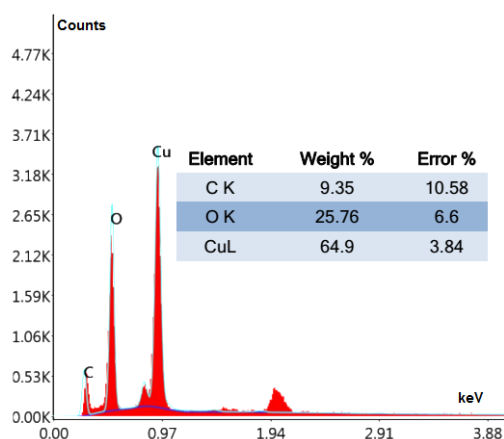 Counts
4.77K
4.24K
3.71K
3.18K
2.65K
2.12K
1.59K
1.06K
0.53K
0.00K
Cu
O
C
Element Weight % Error %
C K 9.35 10.58
O K 25.76 6.6
CuL 64.9 3.84
keV
0.00 0.97 1.94 2.91 3.88